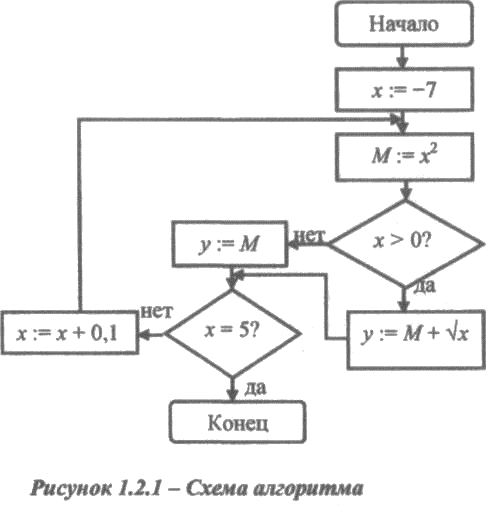 Начало
x := −7
M := x²
x > 0?
нет
да
y := M
y := M + √x
x = 5?
нет
x := x + 0,1
да
Конец
Рисунок 1.2.1 – Схема алгоритма